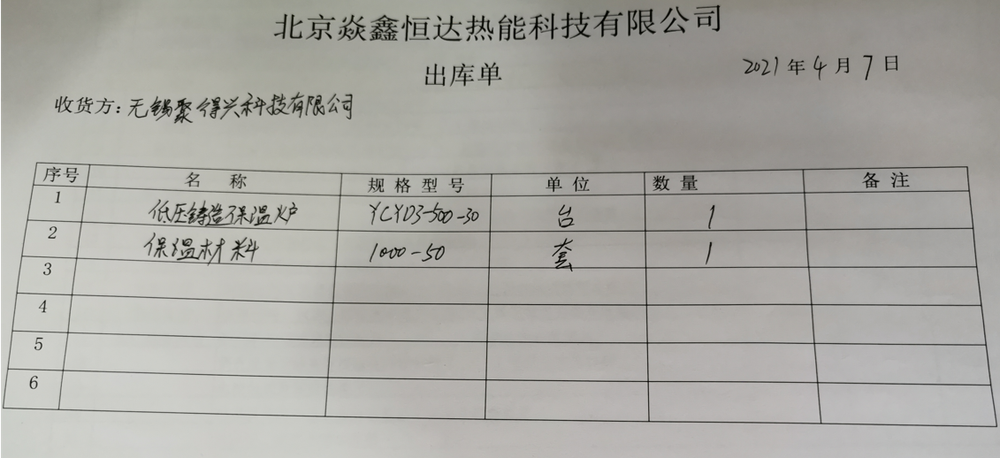 北京焱鑫恒达热能科技有限公司
出库单
2021年4月7日
收货方：无锡聚得兴科技有限公司
序号 名称 规格型号 单位 数量 备注
1 低压铸造保温炉 YCYD3-500-30 台 1
2 保温材料 1000-50 套 1
3
4
5
6